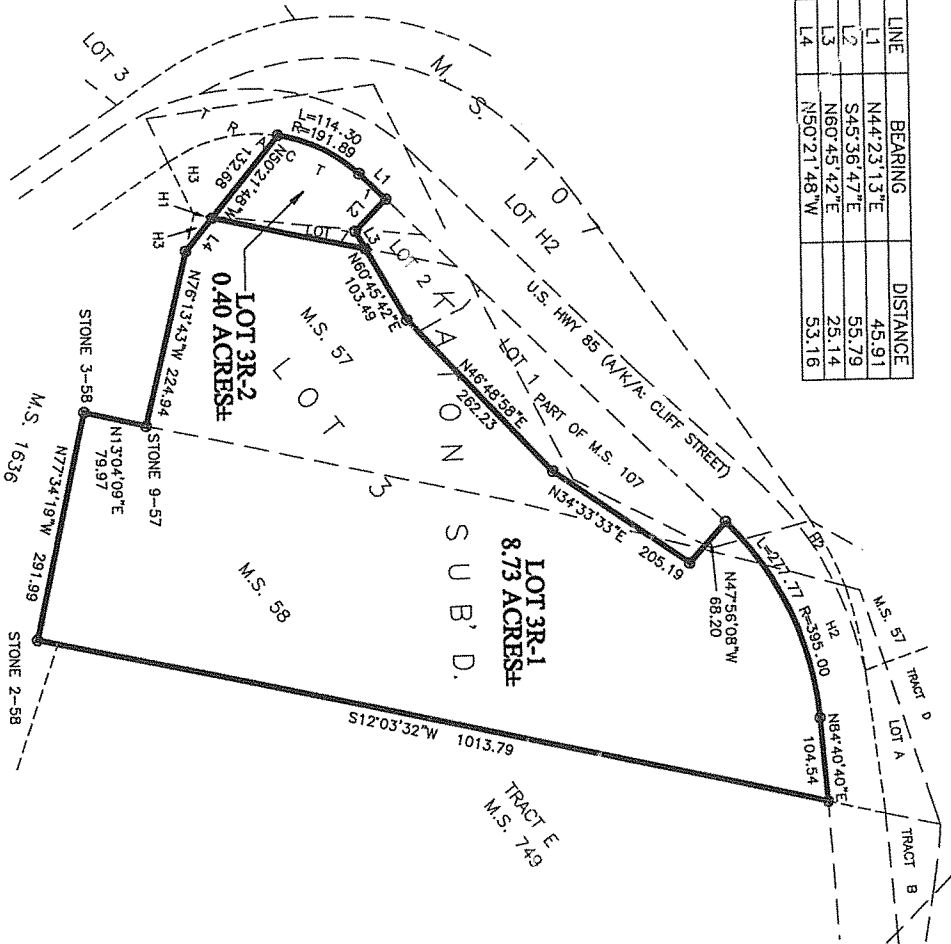 LINE BEARING DISTANCE
L1 N44°23'13"E 45.91
L2 S45°36'47"E 55.79
L3 N60°45'42"E 25.14
L4 N50°21'48"W 53.16
LOT 3
M. S. 107
LOT H2
U.S. HWY 85 (A/K/A: CLIFF STREET)
LOT 1 PART OF M.S. 107
LOT 2
L=114.30
R=191.89
L1
L2
L3
TRACT 1
N50°21'48"W
132.68
H3
H1
H3
L4
LOT 7
N60°45'42"E
103.49
N46°48'58"E
262.23
N34°33'33"E 205.19
N47°56'08"W
68.20
L=277.77 R=395.00
H2
H2
M.S. 57
TRACT D
LOT A
TRACT B
N84°40'40"E
104.54
LOT 3R-2
0.40 ACRES±
M.S. 57
LOT 3
SUB'D.
LOT 3R-1
8.73 ACRES±
N76°13'43"W 224.94
STONE 9-57
STONE 3-58
N13°04'09"E
79.97
M.S. 1636
N77°34'19"W 291.99
M.S. 58
STONE 2-58
S12°03'32"W 1013.79
TRACT E
M.S. 749